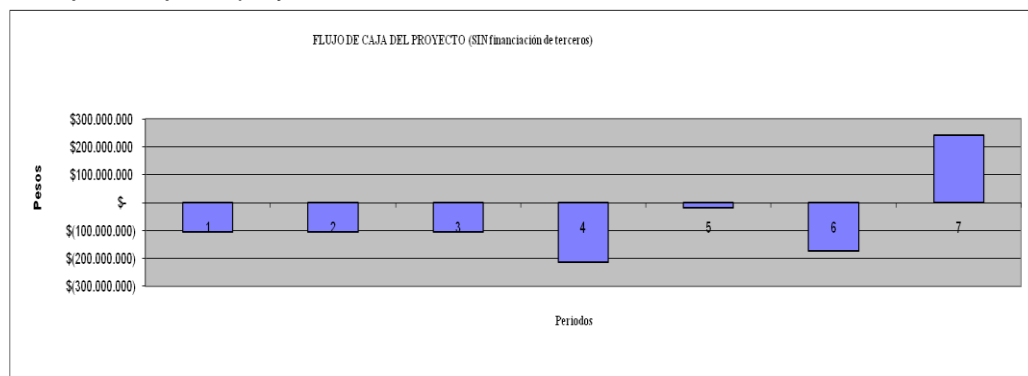 FLUJO DE CAJA DEL PROYECTO (SIN financiación de terceros)
$300.000.000
$200.000.000
$100.000.000
$-
$(100.000.000)
$(200.000.000)
$(300.000.000)
Pesos
1 2 3 4 5 6 7
Periodos